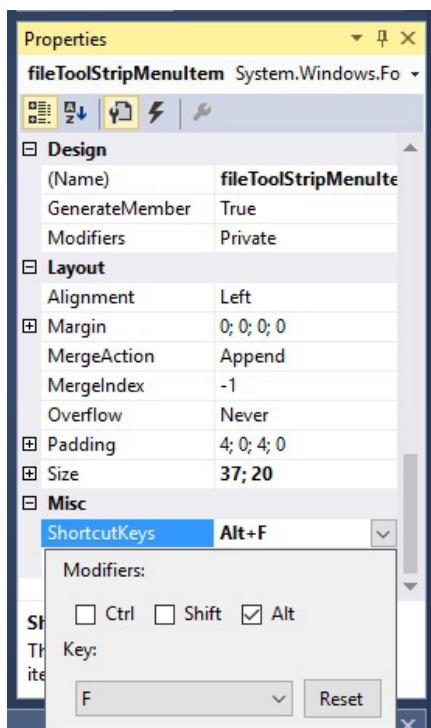 Properties
fileToolStripMenuItem System.Windows.Fo
Design
(Name) fileToolStripMenuIte
GenerateMember True
Modifiers Private
Layout
Alignment Left
Margin 0; 0; 0; 0
MergeAction Append
MergeIndex -1
Overflow Never
Padding 4; 0; 4; 0
Size 37; 20
Misc
ShortcutKeys Alt+F
Modifiers:
Ctrl Shift Alt
Key:
F Reset